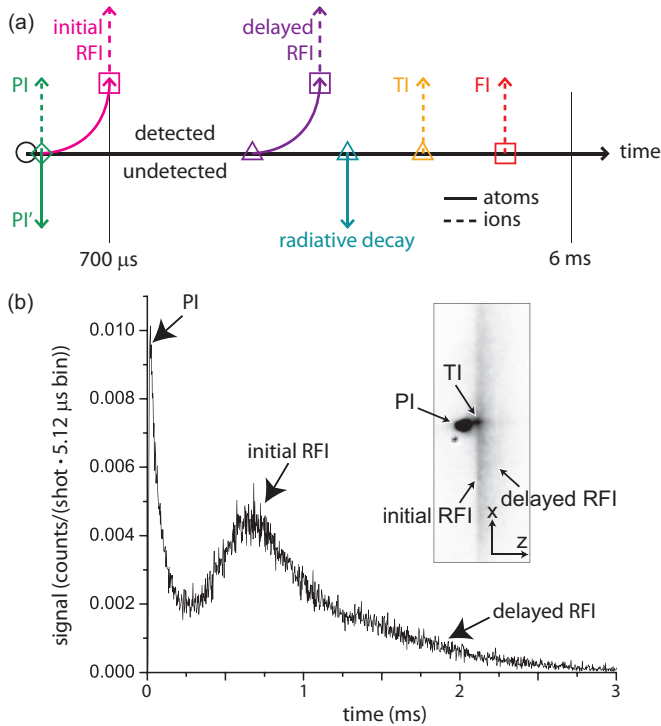 (a)
initial
RFI
delayed
RFI
PI
TI
FI
detected
time
undetected
atoms
PI'
radiative decay
ions
700 μs
6 ms
(b)
PI
0.010
TI
0.008
PI
initial RFI
0.006
initial RFI
delayed RFI
x
z
0.004
0.002
delayed RFI
0.000
signal (counts/(shot · 5.12 μs bin))
0
1
2
3
time (ms)